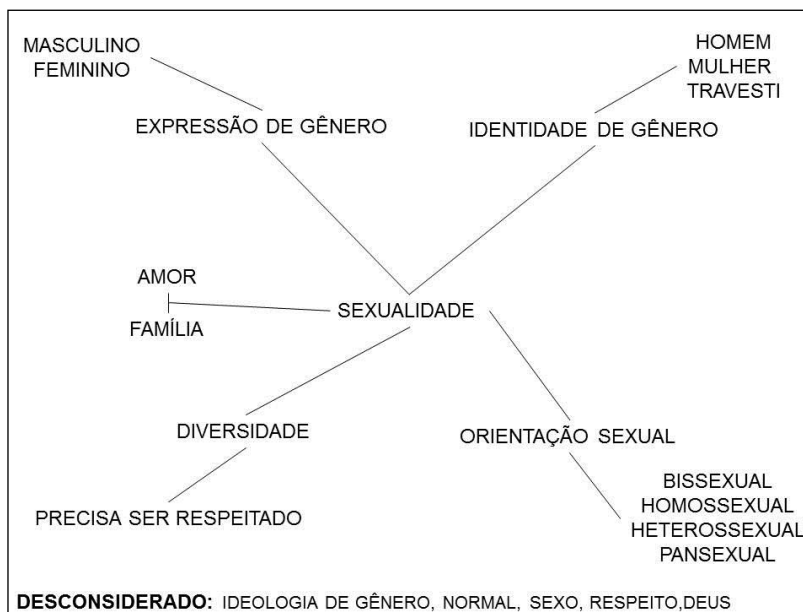 MASCULINO
FEMININO
HOMEM
MULHER
TRAVESTI
EXPRESSÃO DE GÊNERO
IDENTIDADE DE GÊNERO
AMOR
FAMÍLIA
SEXUALIDADE
DIVERSIDADE
ORIENTAÇÃO SEXUAL
PRECISA SER RESPEITADO
BISSEXUAL
HOMOSSEXUAL
HETEROSSEXUAL
PANSEXUAL
DESCONSIDERADO: IDEOLOGIA DE GÊNERO, NORMAL, SEXO, RESPEITO,DEUS